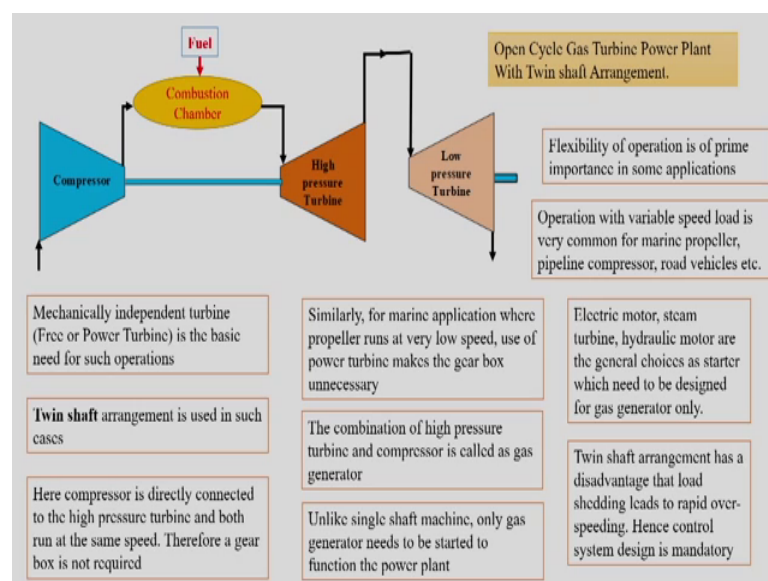 Fuel
Combustion
Chamber
Open Cycle Gas Turbine Power Plant
With Twin shaft Arrangement.
Compressor
High
pressure
Turbine
Low
pressure
Turbine
Flexibility of operation is of prime
importance in some applications
Operation with variable speed load is
very common for marine propeller,
pipeline compressor, road vehicles etc.
Mechanically independent turbine
(Free or Power Turbine) is the basic
need for such operations
Twin shaft arrangement is used in such
cases
Here compressor is directly connected
to the high pressure turbine and both
run at the same speed. Therefore a gear
box is not required
Similarly, for marine application where
propeller runs at very low speed, use of
power turbine makes the gear box
unnecessary
The combination of high pressure
turbine and compressor is called as gas
generator
Unlike single shaft machine, only gas
generator needs to be started to
function the power plant
Electric motor, steam
turbine, hydraulic motor are
the general choices as starter
which need to be designed
for gas generator only.
Twin shaft arrangement has a
disadvantage that load
shedding leads to rapid over-
speeding. Hence control
system design is mandatory